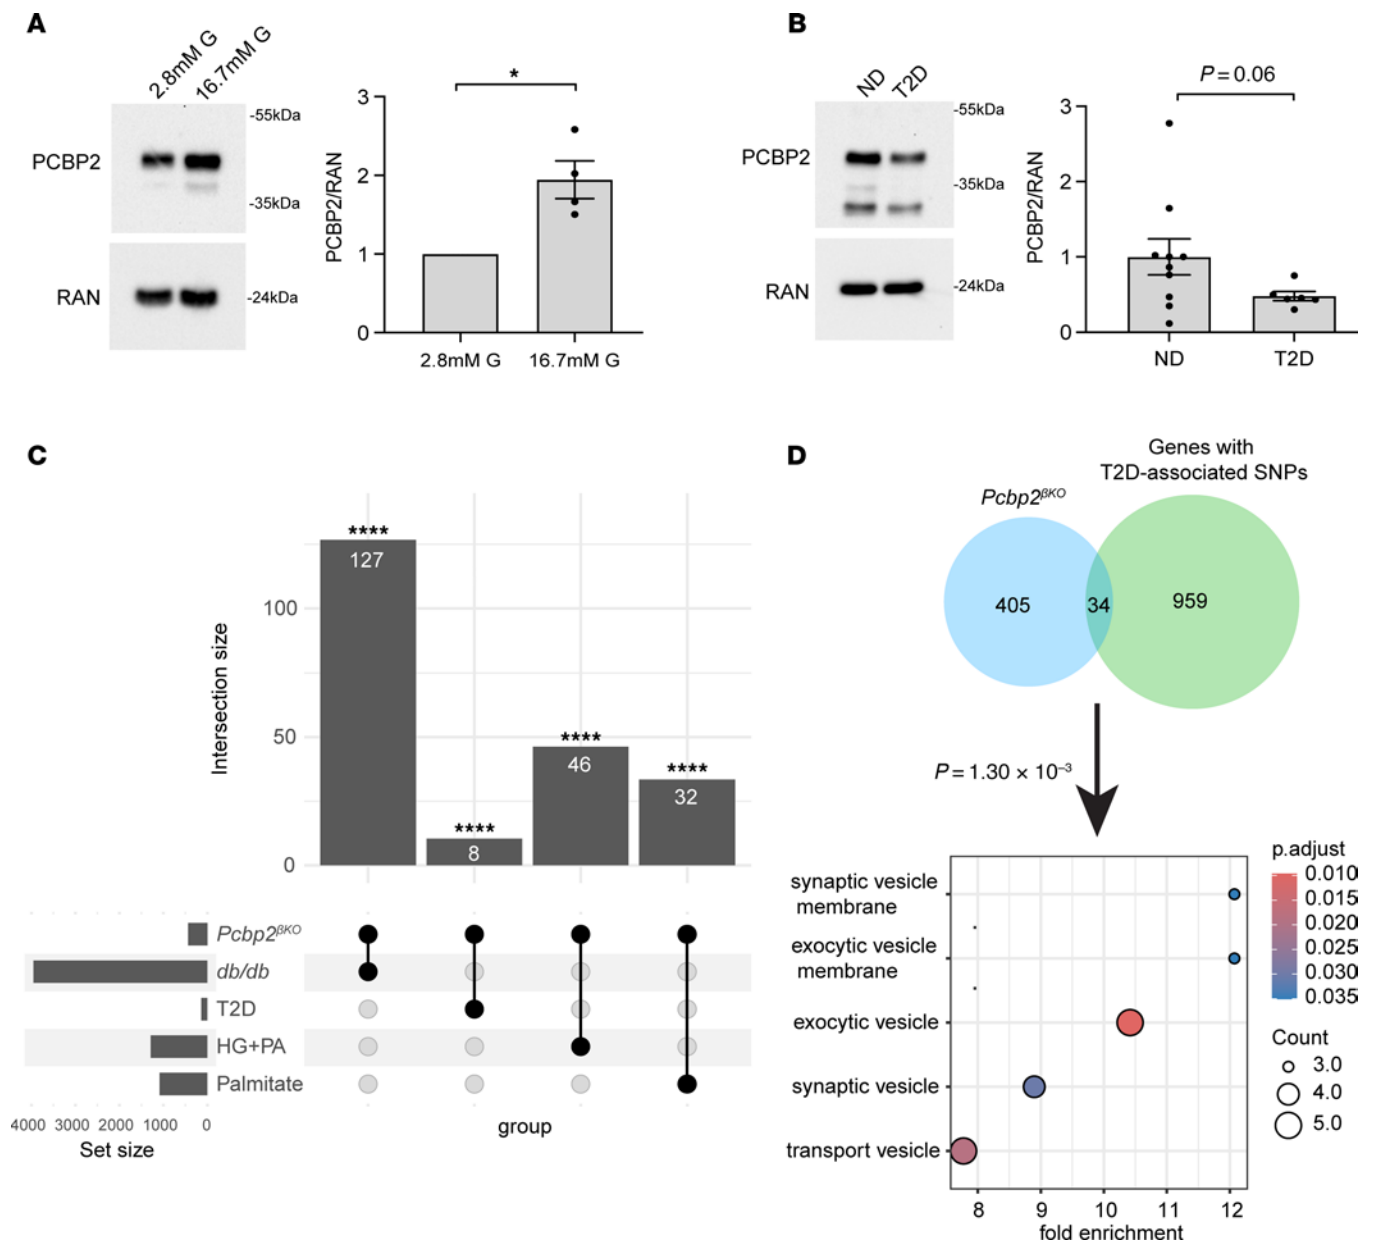 A
2.8mM G
16.7mM G
-55kDa
PCBP2
-35kDa
RAN
-24kDa
*
3
2
1
0
PCBP2/RAN
2.8mM G
16.7mM G
B
ND
T2D
-55kDa
PCBP2
-35kDa
RAN
-24kDa
P = 0.06
3
2
1
0
PCBP2/RAN
ND
T2D
C
****
127
****
8
****
46
****
32
100
50
0
Intersection size
Pcbp2βKO
db/db
T2D
HG+PA
Palmitate
4000 3000 2000 1000 0
Set size
group
D
Genes with
T2D-associated SNPs
Pcbp2βKO
405
34
959
P = 1.30 × 10–3
synaptic vesicle
membrane
exocytic vesicle
membrane
exocytic vesicle
synaptic vesicle
transport vesicle
8 9 10 11 12
fold enrichment
p.adjust
0.010
0.015
0.020
0.025
0.030
0.035
Count
3.0
4.0
5.0